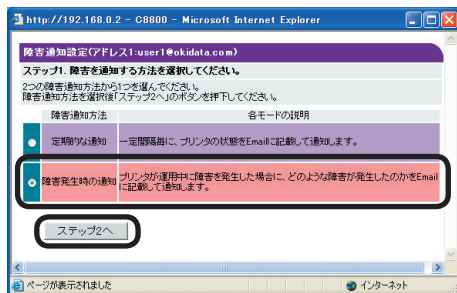 http://192.168.0.2 - C8800 - Microsoft Internet Explorer
障害通知設定(アドレス1:user1@okidata.com)
ステップ1. 障害を通知する方法を選択してください。
2つの障害通知方法から1つを選んでください。
障害通知方法を選択後「ステップ2へ」のボタンを押下してください。
障害通知方法 各モードの説明
定期的な通知 一定間隔毎に、プリンタの状態をEmailに記載して通知します。
障害発生時の通知 プリンタが運用中に障害を発生した場合に、どのような障害が発生したのかをEmail
に記載して通知します。
ステップ2へ
ページが表示されました インターネット